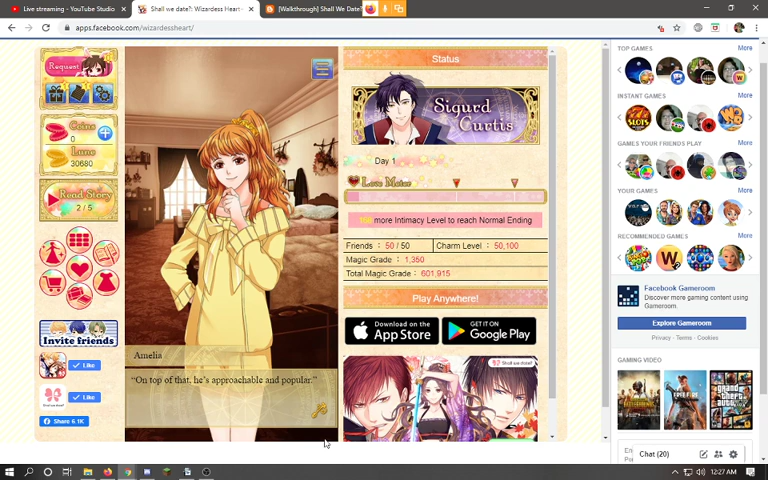 Live streaming - YouTube Studio
Shall we date?: Wizardess Heart -
[Walkthrough] Shall We Date?
apps.facebook.com/wizardessheart/
Request
Coins
Lune
30680
Read Story
2 / 5
Invite friends
Like
Like
Share 6.1K
Amelia
“On top of that, he’s approachable and popular.”
Status
Sigurd
Curtis
Day 1
Love Meter
more Intimacy Level to reach Normal Ending
Friends : 50 / 50
Charm Level : 50,100
Magic Grade : 1,350
Total Magic Grade : 601,915
Play Anywhere!
Download on the
App Store
GET IT ON
Google Play
Shall we date?
TOP GAMES
More
INSTANT GAMES
More
SLOTS
GAMES YOUR FRIENDS PLAY
More
YOUR GAMES
More
RECOMMENDED GAMES
More
Facebook Gameroom
Discover more gaming content using
Gameroom.
Explore Gameroom
Privacy · Terms · Cookies
GAMING VIDEO
Chat (20)
12:27 AM